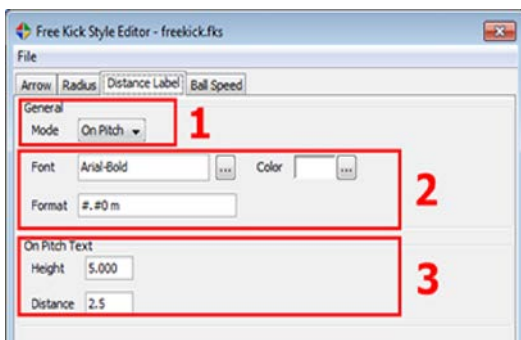 Free Kick Style Editor - freekick.fks
File
Arrow Radius Distance Label Ball Speed
General
Mode On Pitch 1
Font Arial-Bold ... Color ...
Format #.#0 m 2
On Pitch Text
Height 5.000 3
Distance 2.5